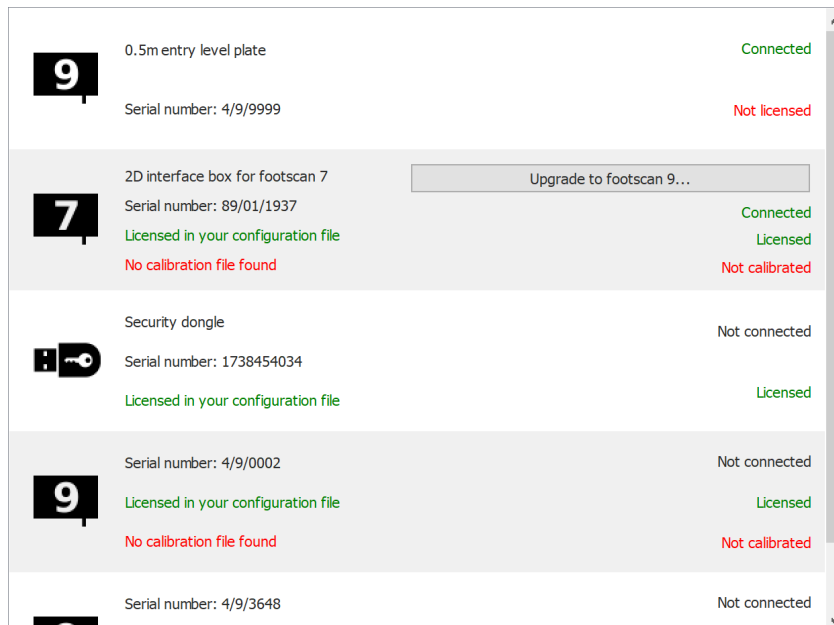 0.5m entry level plate
Connected
9
Serial number: 4/9/9999
Not licensed
2D interface box for footscan 7
Upgrade to footscan 9...
7
Serial number: 89/01/1937
Connected
Licensed in your configuration file
Licensed
No calibration file found
Not calibrated
Security dongle
Not connected
Serial number: 1738454034
Licensed in your configuration file
Licensed
Serial number: 4/9/0002
Not connected
9
Licensed in your configuration file
Licensed
No calibration file found
Not calibrated
Serial number: 4/9/3648
Not connected